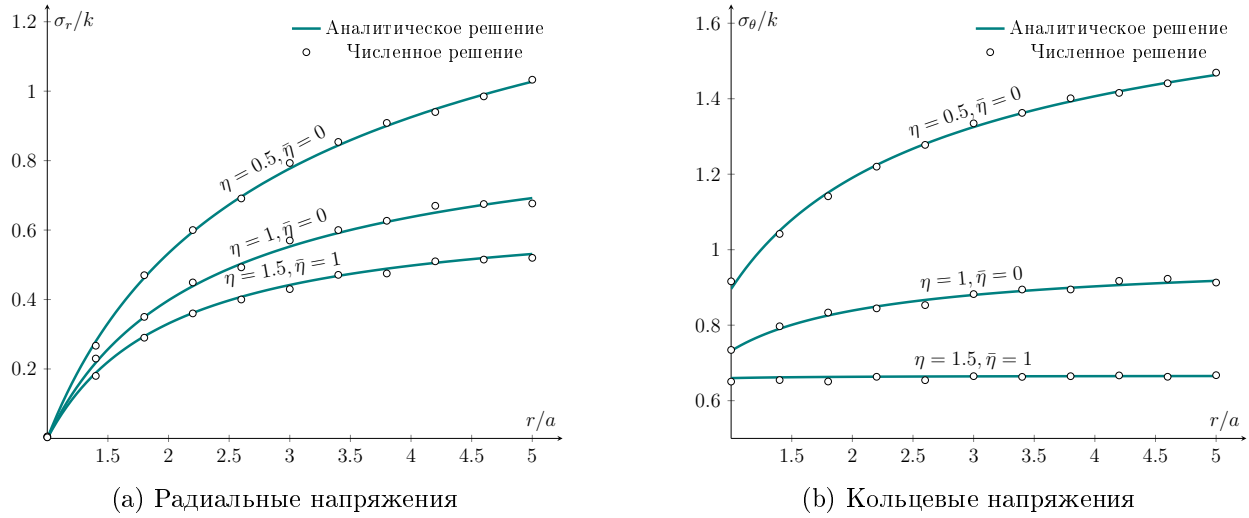 σ_r/k
Аналитическое решение
Численное решение
1.2
1
0.8
0.6
0.4
0.2
η = 0.5, η̄ = 0
η = 1, η̄ = 0
η = 1.5, η̄ = 1
r/a
1.5 2 2.5 3 3.5 4 4.5 5
(a) Радиальные напряжения
σ_θ/k
Аналитическое решение
Численное решение
1.6
1.4
1.2
1
0.8
0.6
η = 0.5, η̄ = 0
η = 1, η̄ = 0
η = 1.5, η̄ = 1
r/a
1.5 2 2.5 3 3.5 4 4.5 5
(b) Кольцевые напряжения